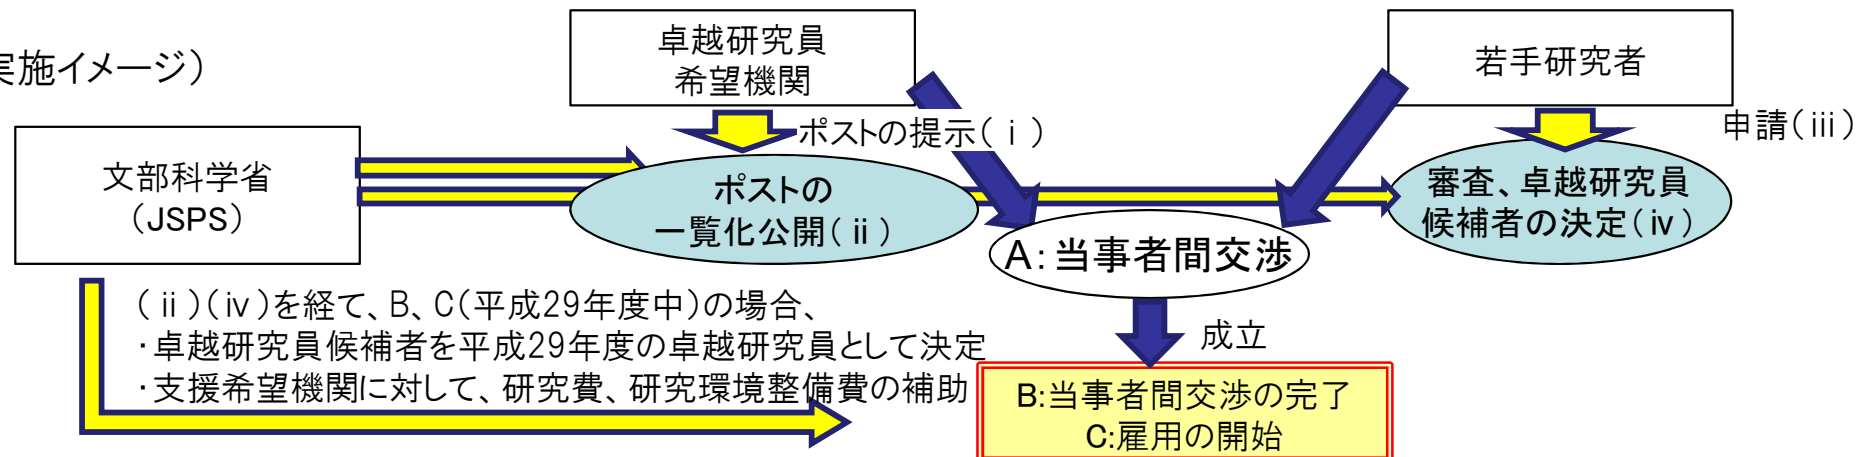 実施イメージ）
卓越研究員
希望機関
若手研究者
文部科学省
（JSPS）
ポストの提示（ⅰ）
申請（ⅲ）
ポストの
一覧化公開（ⅱ）
審査、卓越研究員
候補者の決定（ⅳ）
A：当事者間交渉
（ⅱ）（ⅳ）を経て、B、C（平成29年度中）の場合、
・卓越研究員候補者を平成29年度の卓越研究員として決定
・支援希望機関に対して、研究費、研究環境整備費の補助
成立
B:当事者間交渉の完了
C:雇用の開始